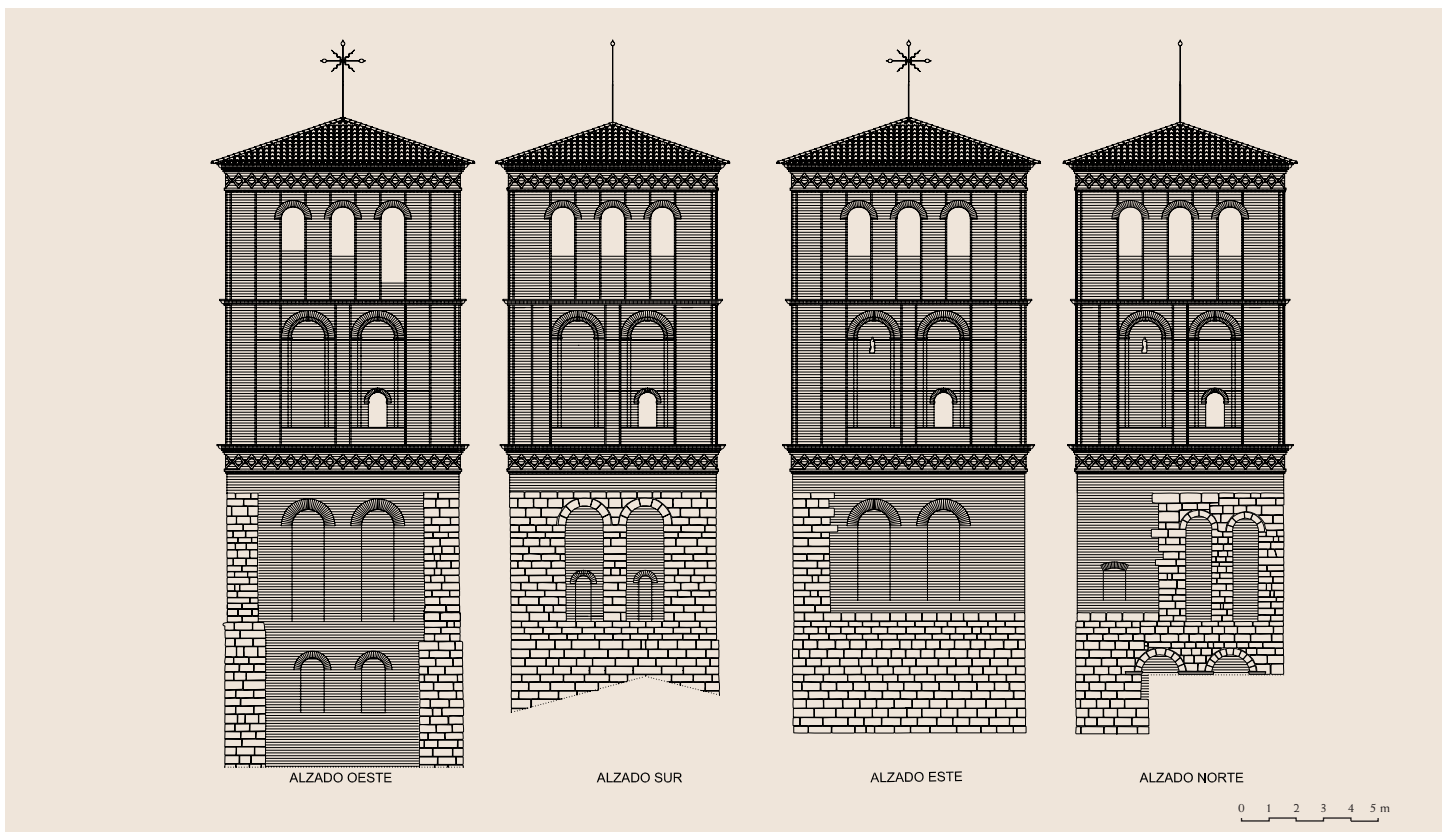 ALZADO OESTE
ALZADO SUR
ALZADO ESTE
ALZADO NORTE
0 1 2 3 4 5 m